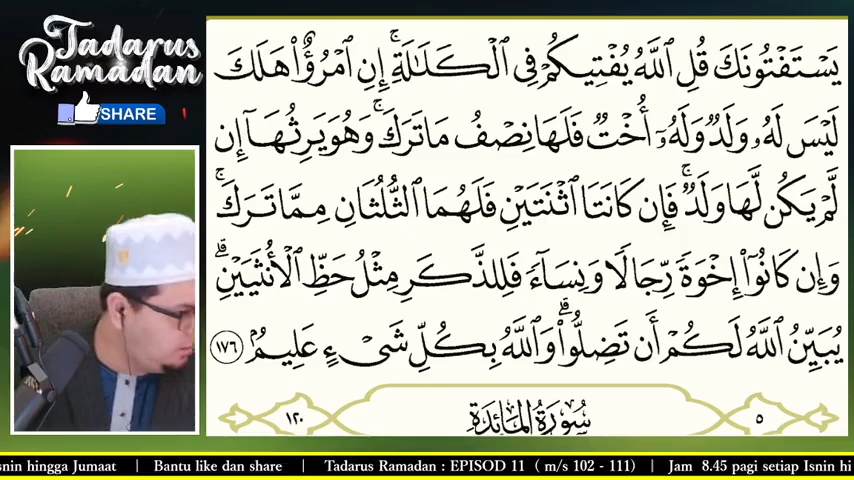 Tadarus
Ramadan
SHARE
يَسْتَفْتُونَكَ قُلِ ٱللَّهُ يُفْتِيكُمْ فِى ٱلْكَلَـٰلَةِ ۚ إِنِ ٱمْرُؤٌا۟ هَلَكَ
لَيْسَ لَهُۥ وَلَدٌ وَلَهُۥٓ أُخْتٌ فَلَهَا نِصْفُ مَا تَرَكَ ۚ وَهُوَ يَرِثُهَآ إِن
لَّمْ يَكُن لَّهَا وَلَدٌ ۚ فَإِن كَانَتَا ٱثْنَتَيْنِ فَلَهُمَا ٱلثُّلُثَانِ مِمَّا تَرَكَ ۚ
وَإِن كَانُوٓا۟ إِخْوَةً رِّجَالًا وَنِسَآءً فَلِلذَّكَرِ مِثْلُ حَظِّ ٱلْأُنثَيَيْنِ ۗ
يُبَيِّنُ ٱللَّهُ لَكُمْ أَن تَضِلُّوا۟ ۗ وَٱللَّهُ بِكُلِّ شَىْءٍ عَلِيمٌۢ ١٧٦
٥ سُورَةُ المَائِدَةِ ١٢٠
snin hingga Jumaat | Bantu like dan share | Tadarus Ramadan : EPISOD 11 ( m/s 102 - 111) | Jam 8.45 pagi setiap Isnin hi